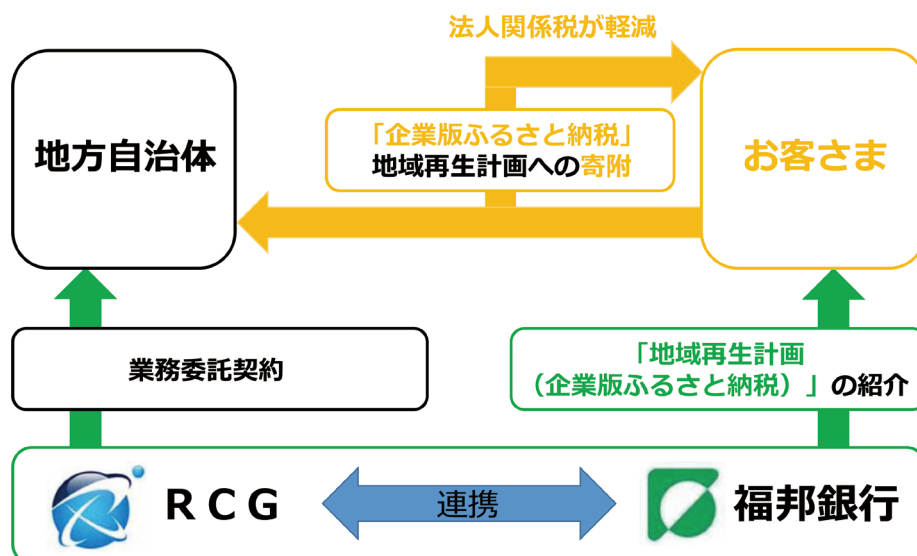 法人関係税が軽減
地方自治体
「企業版ふるさと納税」
地域再生計画への寄附
お客さま
業務委託契約
「地域再生計画
（企業版ふるさと納税）」の紹介
ＲＣＧ
連携
福邦銀行